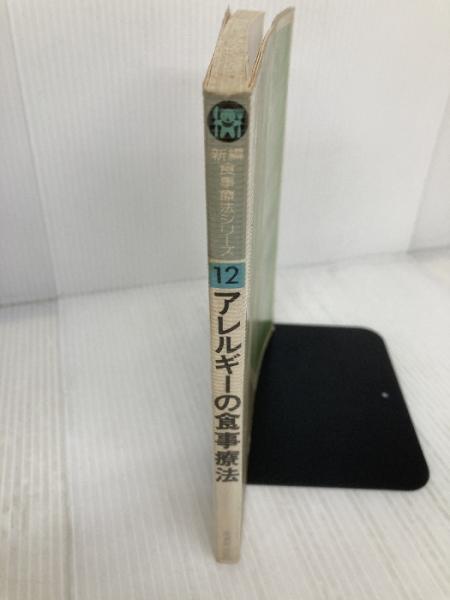 新編
食事療法シリーズ
12
アレルギーの食事療法